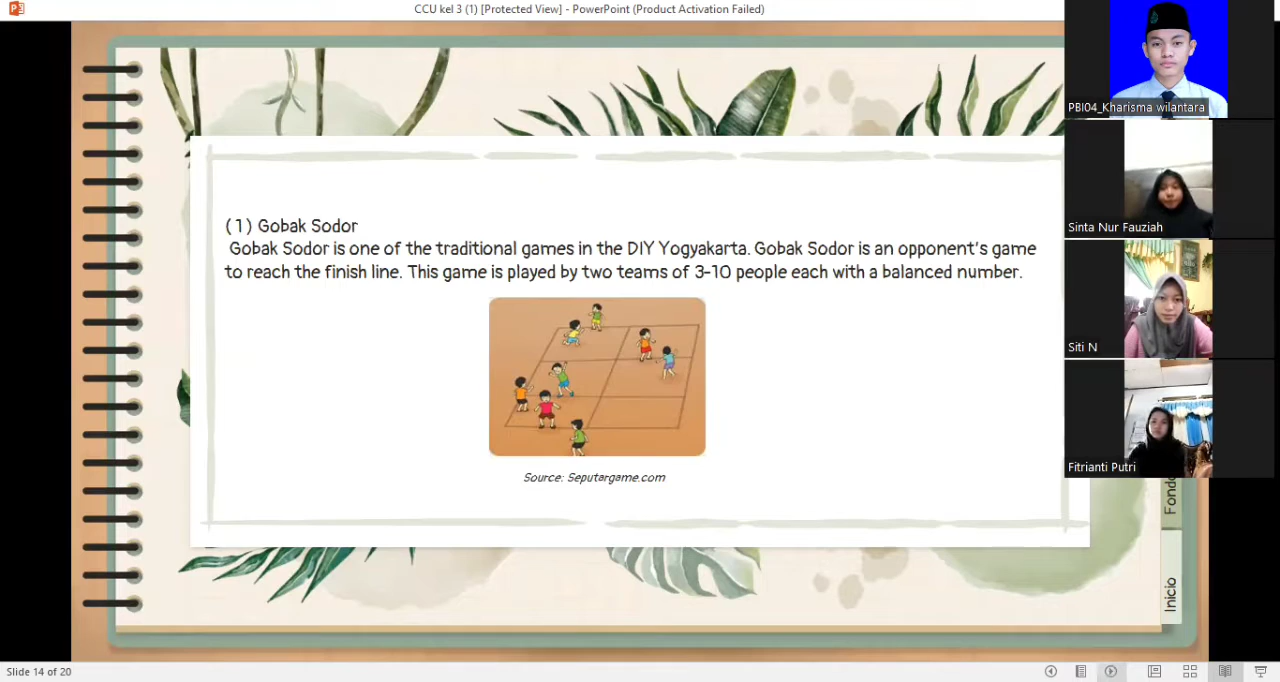 CCU kel 3 (1) [Protected View] - PowerPoint (Product Activation Failed)
PBI04_Kharisma wilantara
Sinta Nur Fauziah
Siti N
Fitrianti Putri
(1) Gobak Sodor
Gobak Sodor is one of the traditional games in the DIY Yogyakarta. Gobak Sodor is an opponent's game
to reach the finish line. This game is played by two teams of 3-10 people each with a balanced number.
Source: Seputargame.com
Inicio
Slide 14 of 20